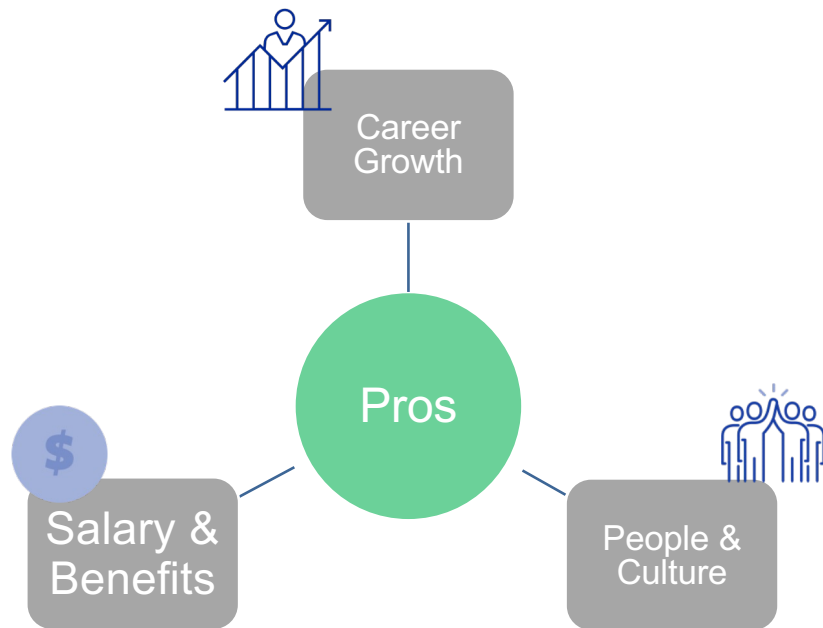 Career
Growth
Pros
$
Salary &
Benefits
People &
Culture